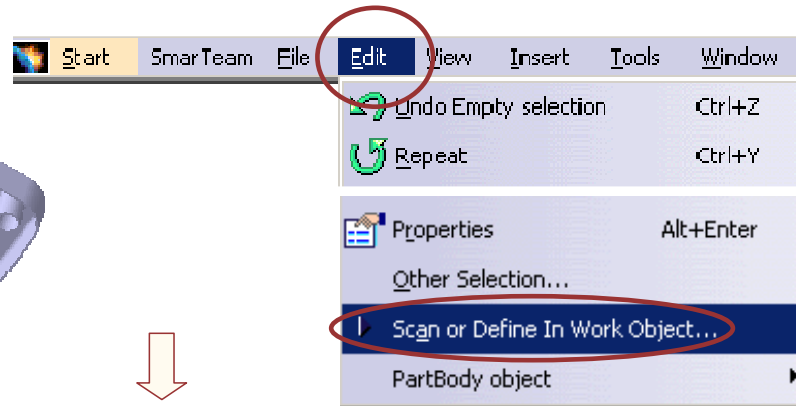 Start SmarTeam File Edit View Insert Tools Window
Undo Empty selection Ctrl+Z
Repeat Ctrl+Y
Properties Alt+Enter
Other Selection...
Scan or Define In Work Object...
PartBody object